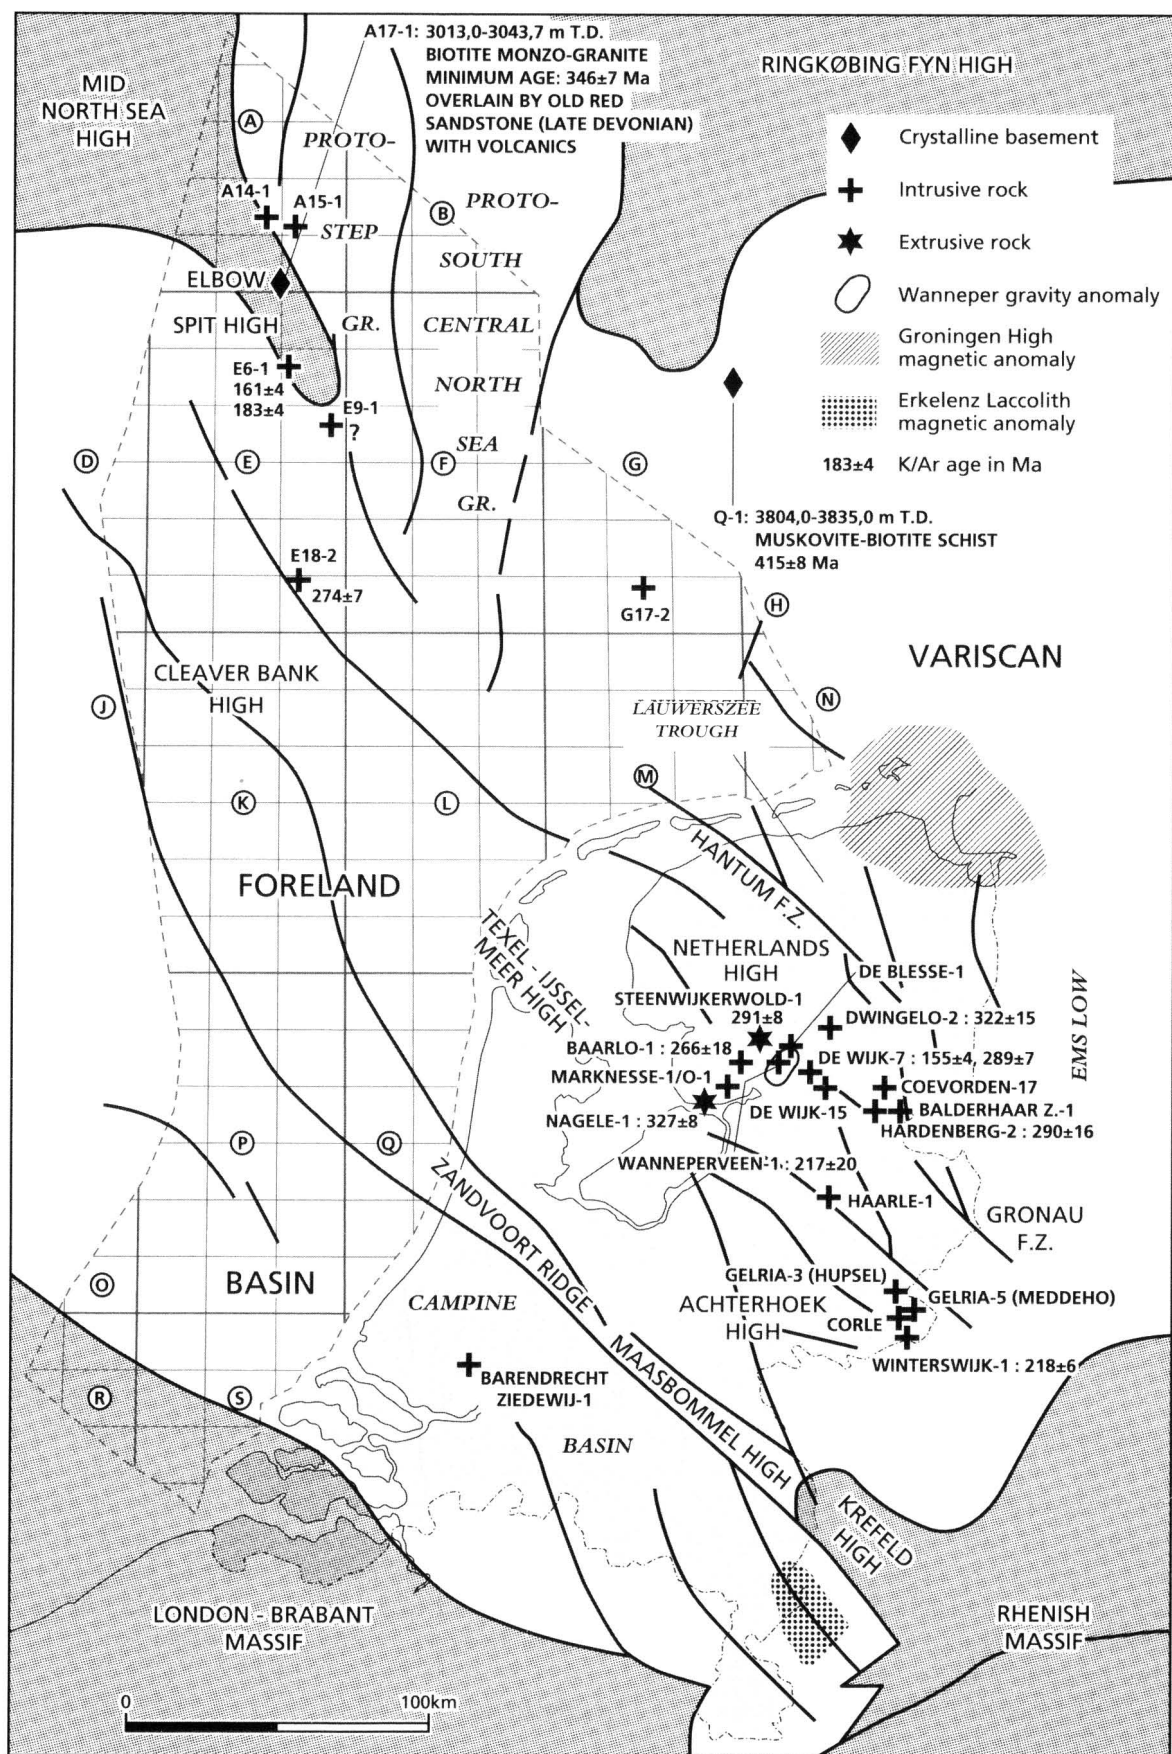 A17-1: 3013,0-3043,7 m T.D.
BIOTITE MONZO-GRANITE
MINIMUM AGE: 346±7 Ma
OVERLAIN BY OLD RED
SANDSTONE (LATE DEVONIAN)
WITH VOLCANICS
RINGKØBING FYN HIGH
MID
NORTH SEA
HIGH
Crystalline basement
Intrusive rock
Extrusive rock
Wanneper gravity anomaly
Groningen High
magnetic anomaly
Erkelenz Laccolith
magnetic anomaly
183±4 K/Ar age in Ma
A
PROTO-
STEP
GR.
A14-1
A15-1
B
PROTO-
SOUTH
CENTRAL
NORTH
SEA
GR.
ELBOW
SPIT HIGH
E6-1
161±4
183±4
E9-1
?
D
E
F
G
Q-1: 3804,0-3835,0 m T.D.
MUSKOVITE-BIOTITE SCHIST
415±8 Ma
E18-2
274±7
G17-2
H
VARISCAN
CLEAVER BANK
HIGH
J
LAUWERSZEE
TROUGH
N
M
K
L
HANTUM F.Z.
FORELAND
TEXEL - IJSSEL-
MEER HIGH
NETHERLANDS
HIGH
DE BLESSE-1
EMS LOW
STEENWIJKERWOLD-1
291±8
DWINGELO-2 : 322±15
BAARLO-1 : 266±18
DE WIJK-7 : 155±4, 289±7
MARKNESSE-1/O-1
COEVORDEN-17
NAGELE-1 : 327±8
DE WIJK-15
BALDERHAAR Z.-1
HARDENBERG-2 : 290±16
P
Q
WANNEPERVEEN-1 : 217±20
HAARLE-1
ZANDVOORT RIDGE
GRONAU
F.Z.
O
BASIN
CAMPINE
GELRIA-3 (HUPSEL)
GELRIA-5 (MEDDEHO)
ACHTERHOEK
HIGH
CORLE
WINTERSWIJK-1 : 218±6
MAASBOMMEL HIGH
BARENDRECHT
ZIEDEWIJ-1
R
S
BASIN
KREFELD
HIGH
LONDON - BRABANT
MASSIF
RHENISH
MASSIF
0 100km